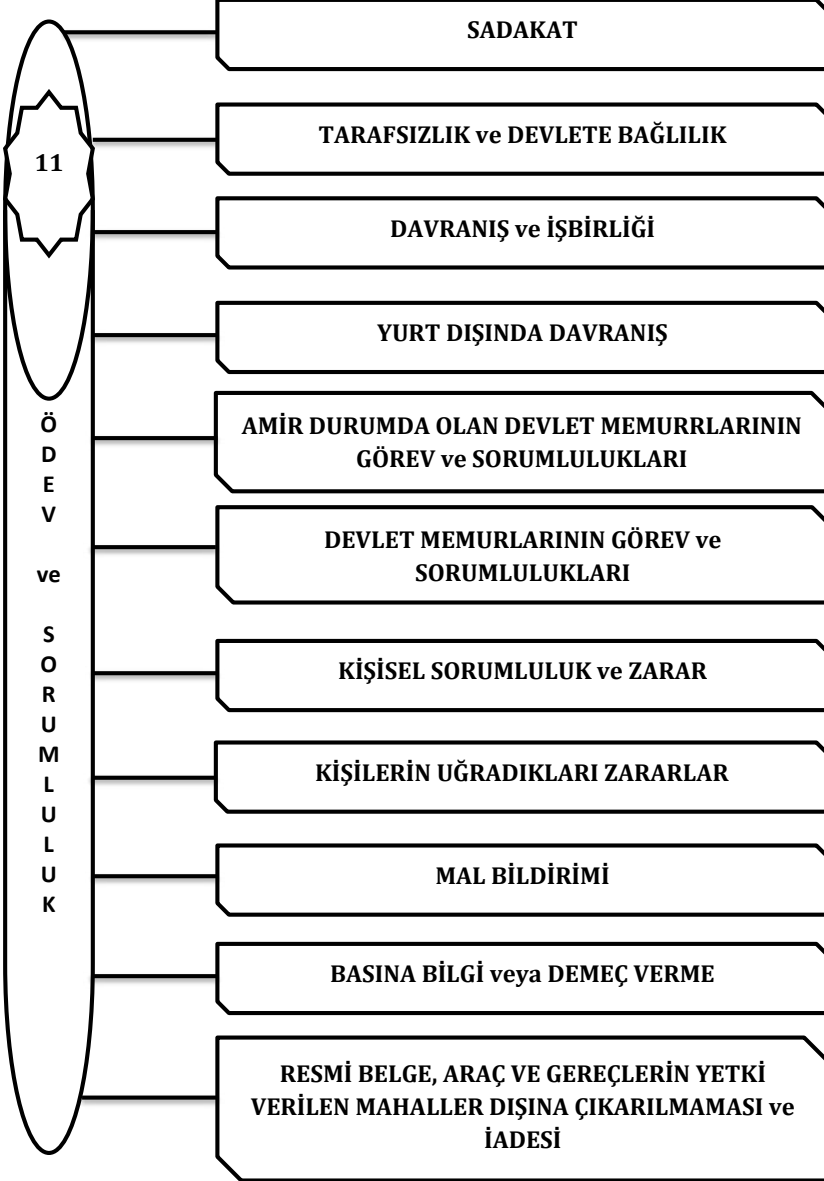 SADAKAT
TARAFSIZLIK ve DEVLETE BAĞLILIK
11
DAVRANIŞ ve İŞBİRLİĞİ
YURT DIŞINDA DAVRANIŞ
AMİR DURUMDA OLAN DEVLET MEMURRLARININ
GÖREV ve SORUMLULUKLARI
DEVLET MEMURLARININ GÖREV ve
SORUMLULUKLARI
KİŞİSEL SORUMLULUK ve ZARAR
KİŞİLERİN UĞRADIKLARI ZARARLAR
MAL BİLDİRİMİ
BASINA BİLGİ veya DEMEÇ VERME
RESMİ BELGE, ARAÇ VE GEREÇLERİN YETKİ
VERİLEN MAHALLER DIŞINA ÇIKARILMAMASI ve
İADESİ
Ö
D
E
V
ve
S
O
R
U
M
L
U
L
U
K